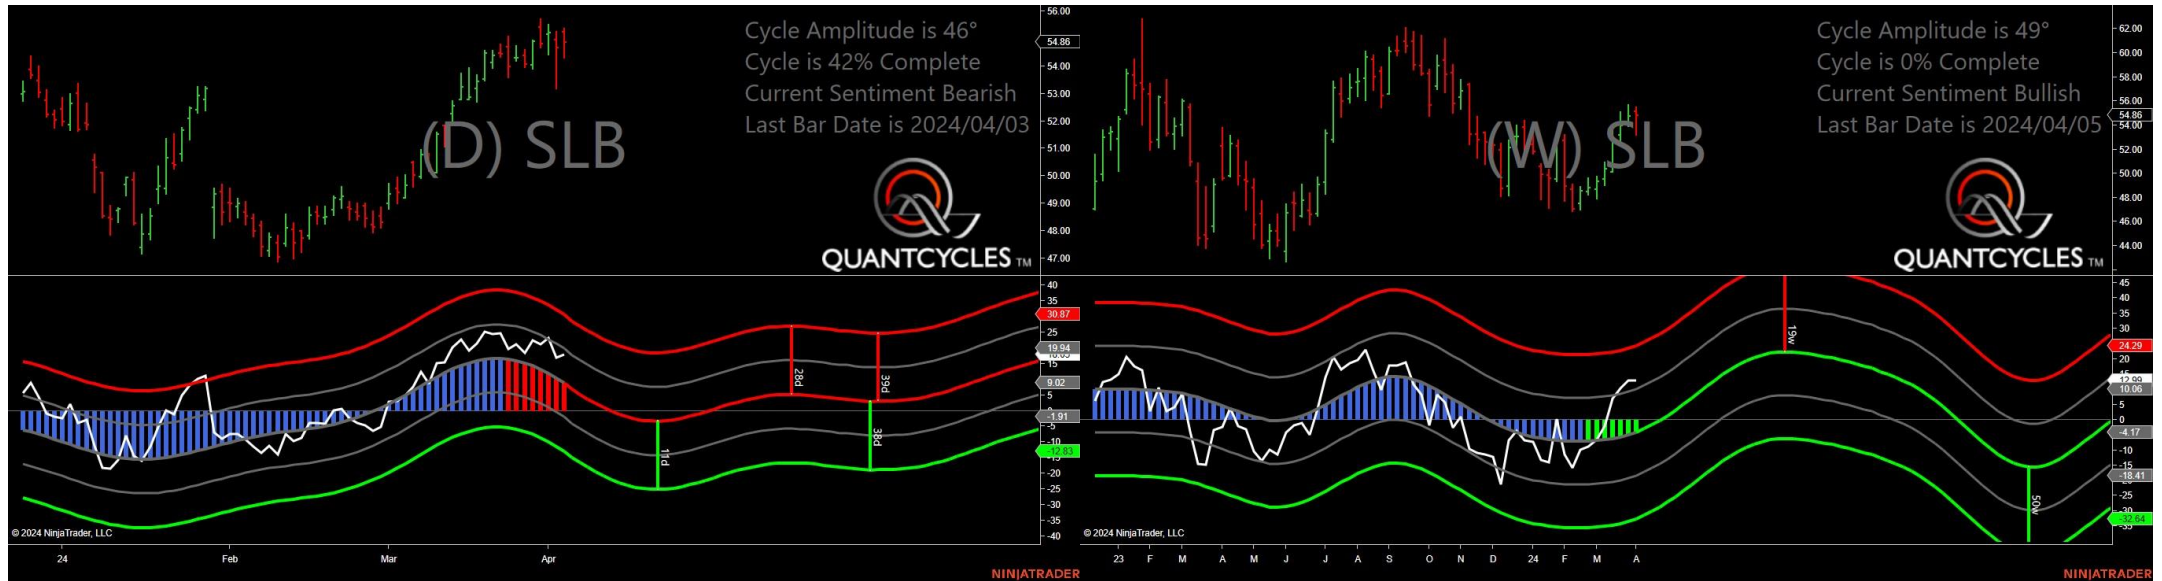 Cycle Amplitude is 46°
Cycle is 42% Complete
Current Sentiment Bearish
Last Bar Date is 2024/04/03
(D) SLB
QUANTCYCLES TM
56.00
54.86
54.00
53.00
52.00
51.00
50.00
49.00
48.00
47.00
40
35
30.87
25
19.94
15
9.02
5
-1.91
-5
-10
-12.83
-20
-25
-30
-35
-40
28d
39d
11d
38d
© 2024 NinjaTrader, LLC
24 Feb Mar Apr
NINJATRADER
Cycle Amplitude is 49°
Cycle is 0% Complete
Current Sentiment Bullish
Last Bar Date is 2024/04/05
(W) SLB
QUANTCYCLES TM
62.00
60.00
58.00
56.00
54.86
54.00
52.00
50.00
48.00
46.00
44.00
45
40
35
30
24.29
20
12.99
10.06
5
0
-4.17
-10
-15
-18.41
-25
-30
-32.64
19w
50w
© 2024 NinjaTrader, LLC
23 F M A M J J A S O N D 24 F M A
NINJATRADER